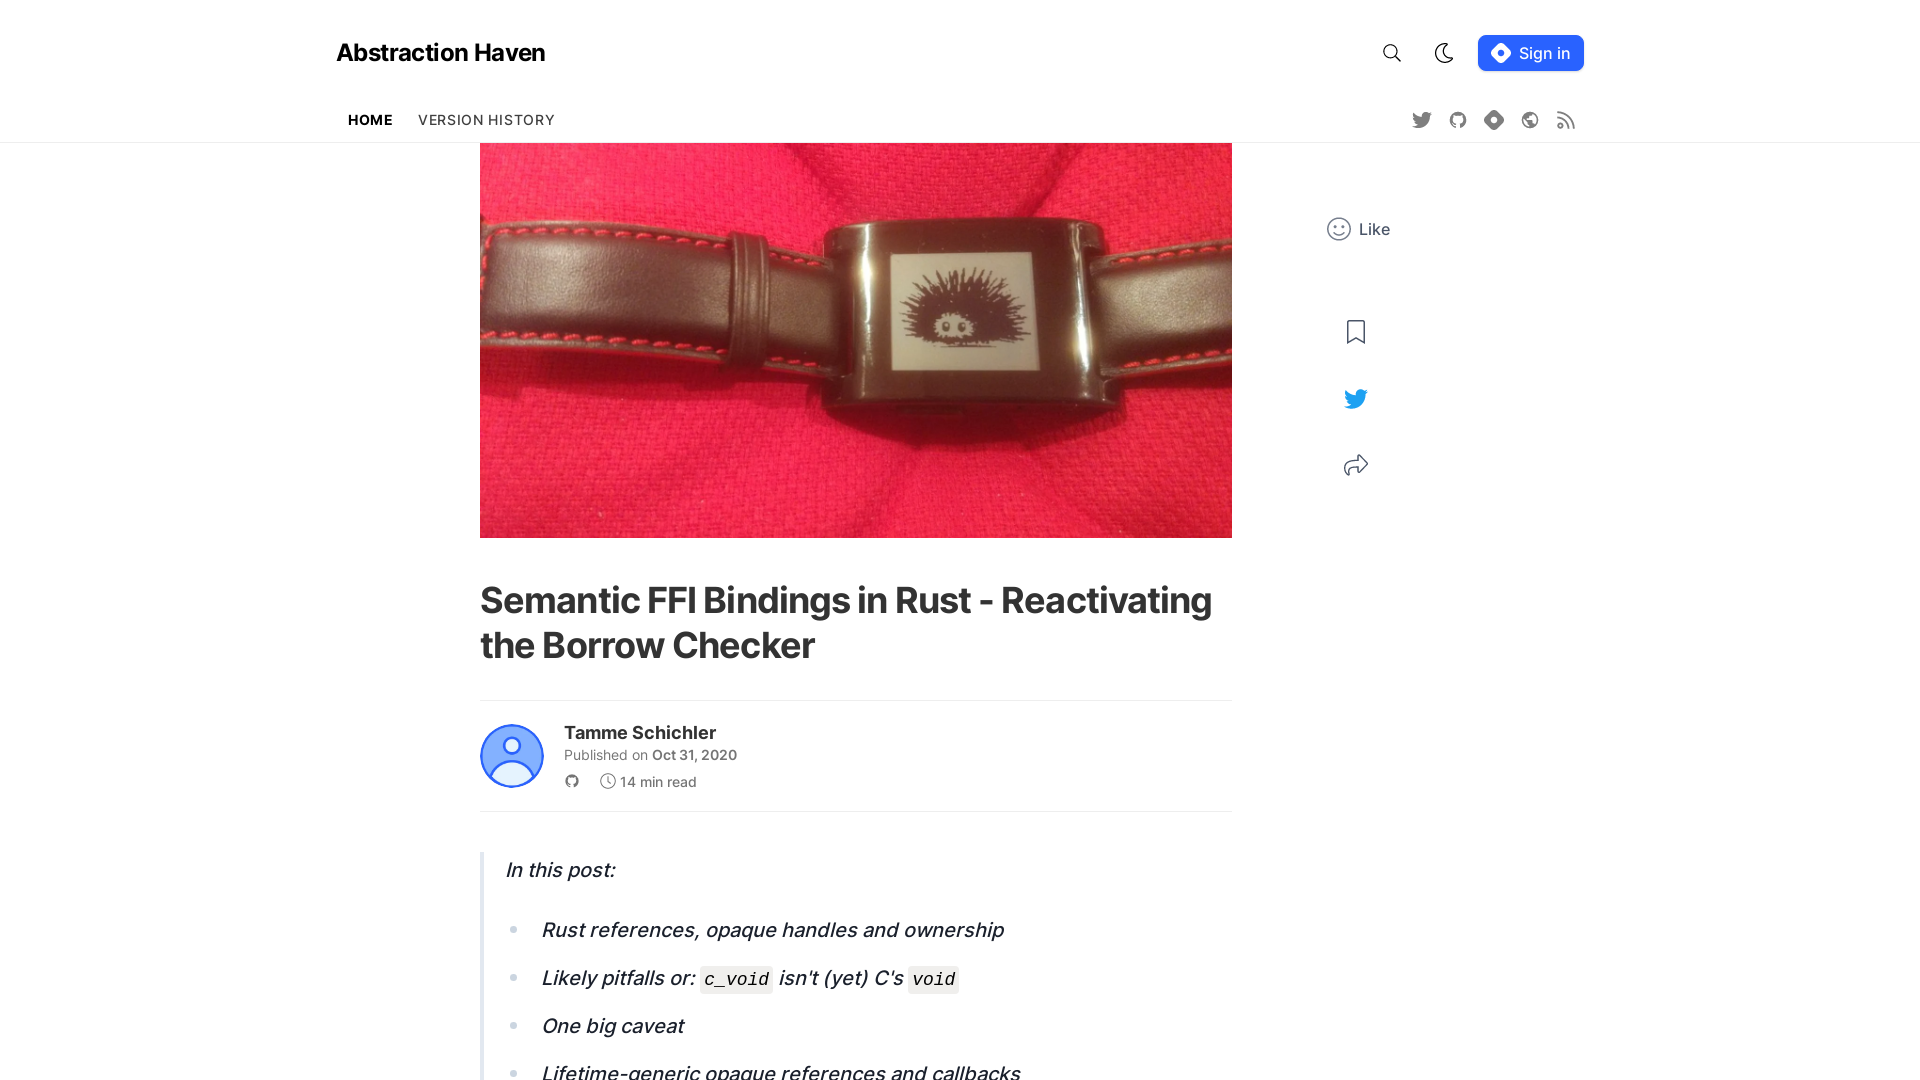 Abstraction Haven
Sign in
HOME
VERSION HISTORY
Like
Semantic FFI Bindings in Rust - Reactivating
the Borrow Checker
Tamme Schichler
Published on Oct 31, 2020
14 min read
In this post:
Rust references, opaque handles and ownership
Likely pitfalls or: c_void isn't (yet) C's void
One big caveat
Lifetime-generic opaque references and callbacks